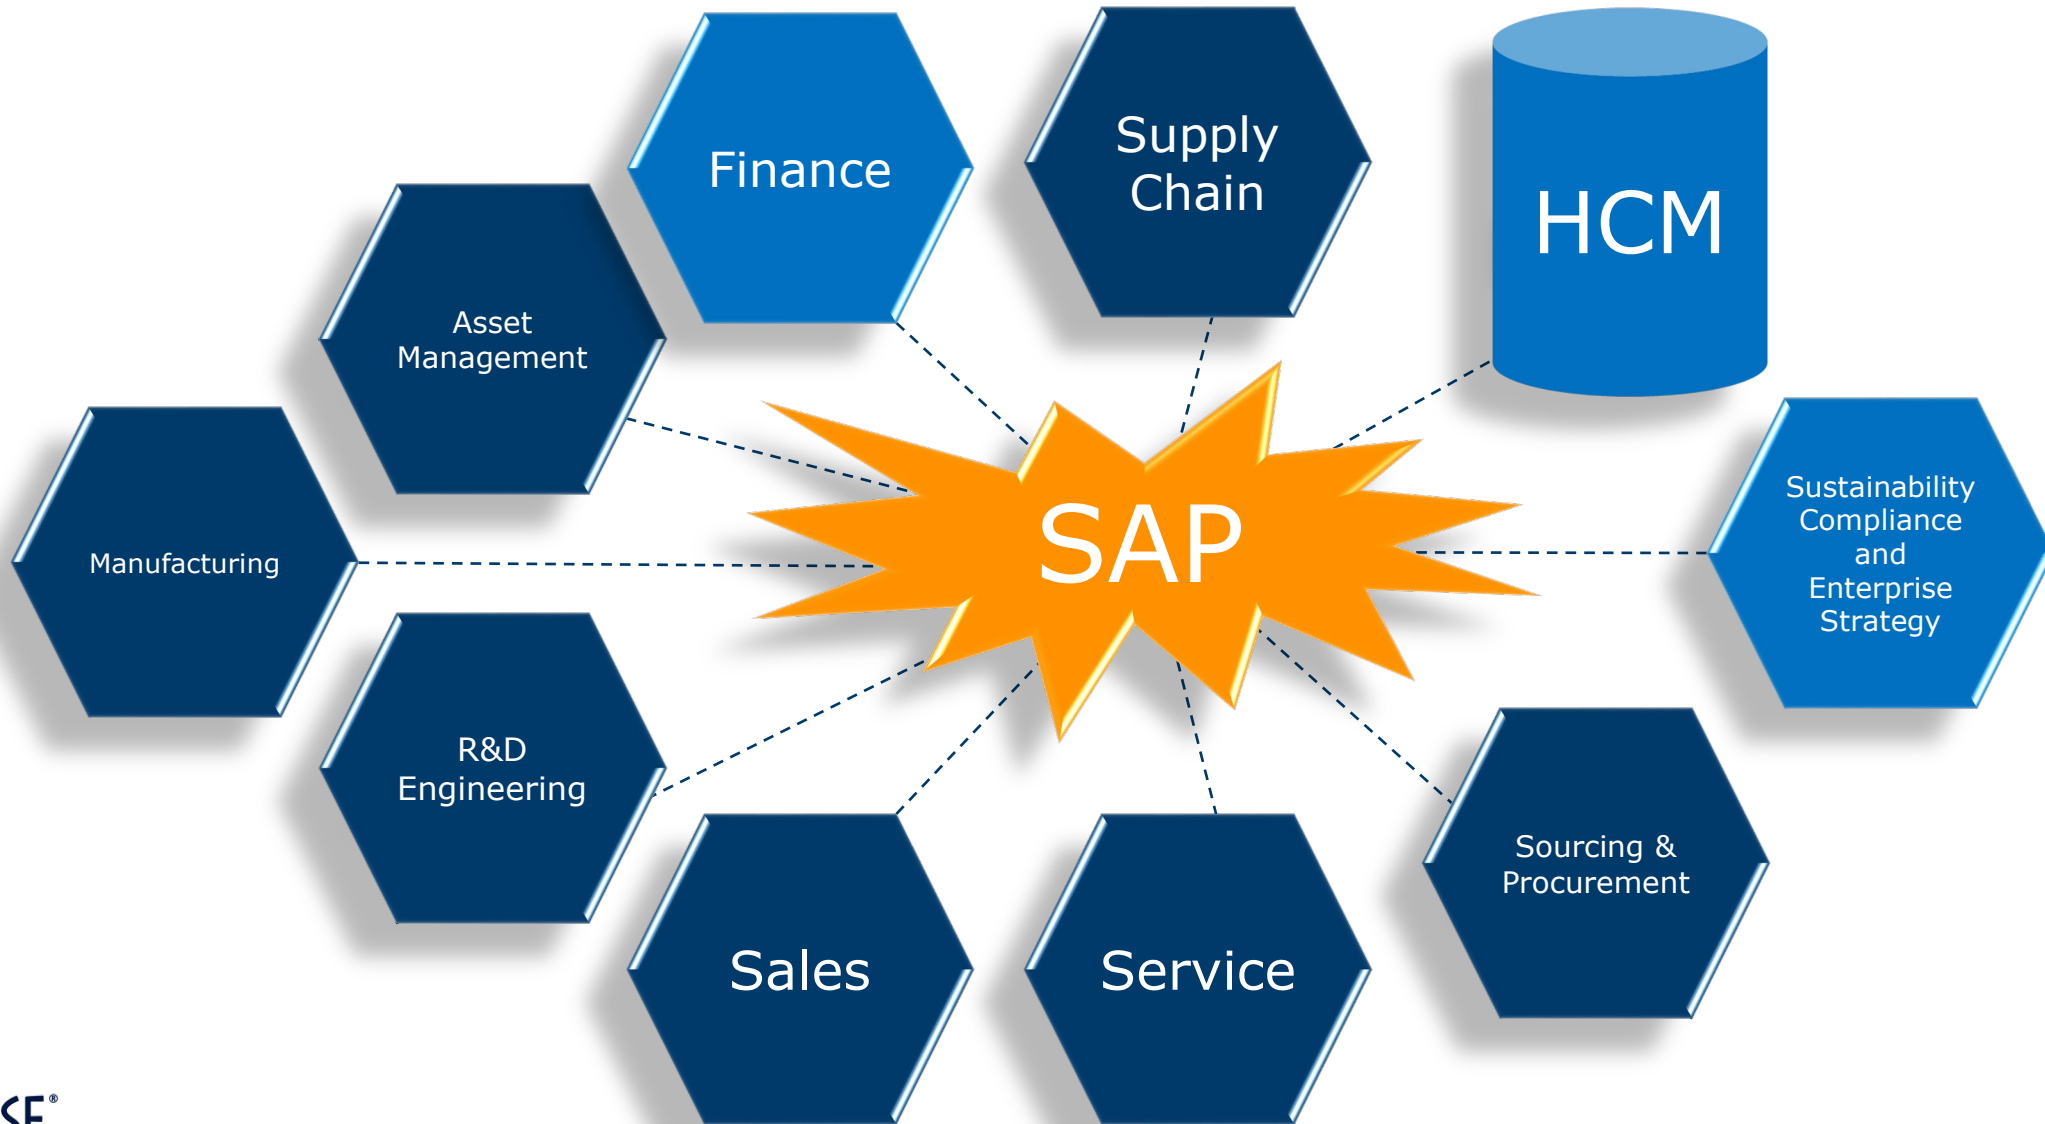 Finance
Supply
Chain
HCM
Asset
Management
SAP
Manufacturing
Sustainability
Compliance
and
Enterprise
Strategy
R&D
Engineering
Sourcing &
Procurement
Sales
Service